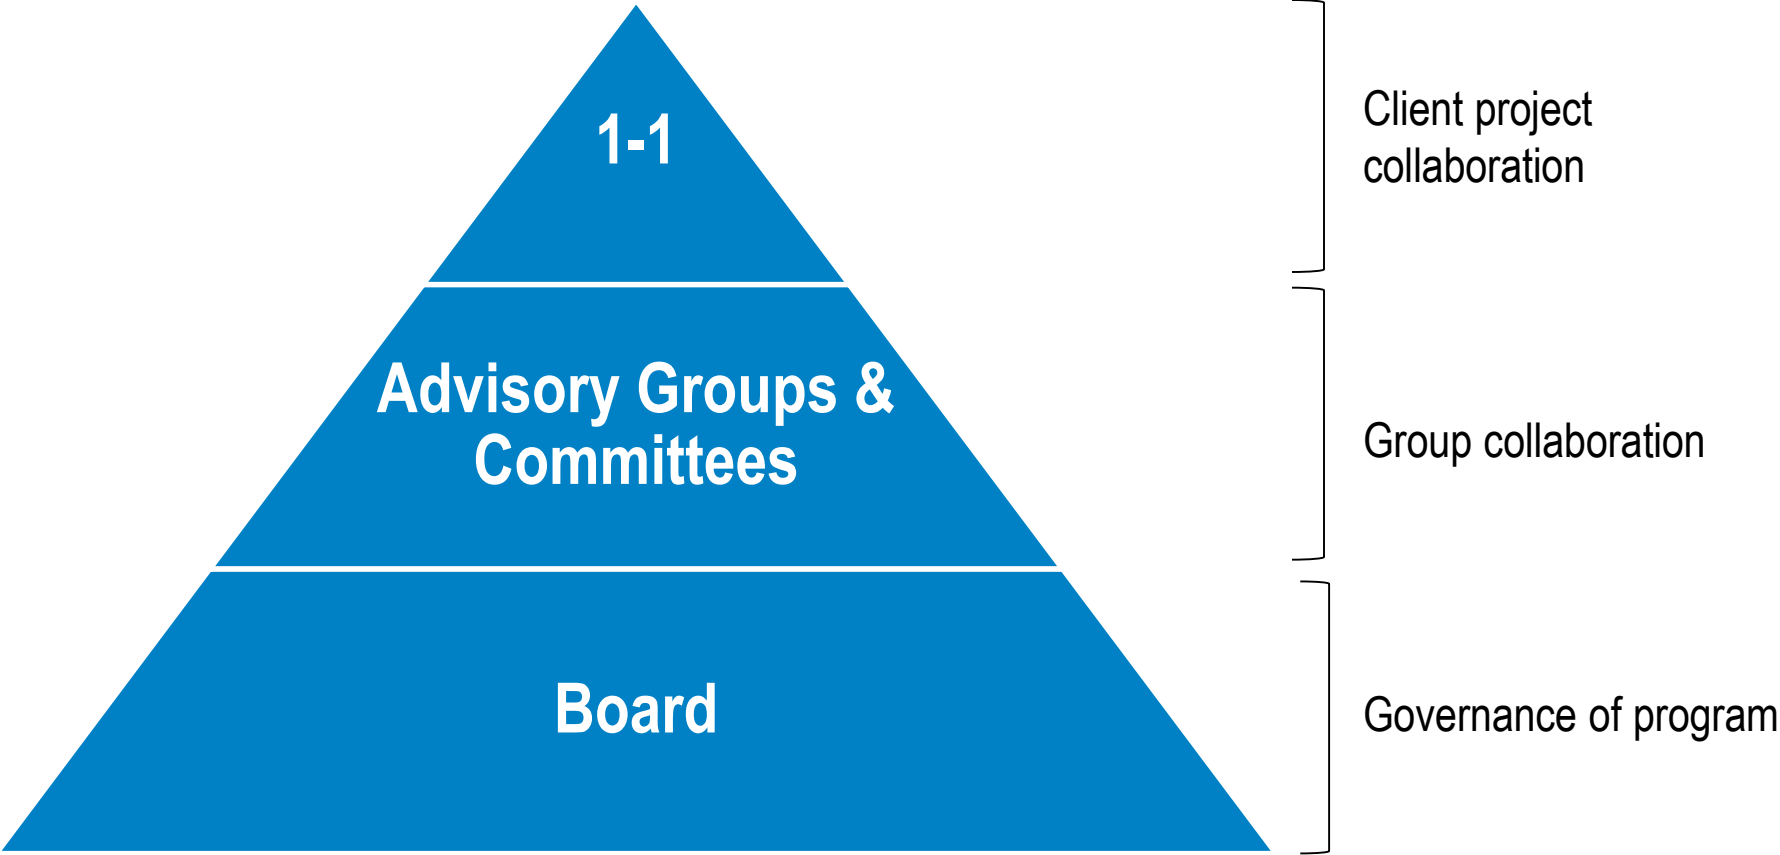 1-1
Client project
collaboration
Advisory Groups &
Committees
Group collaboration
Board
Governance of program